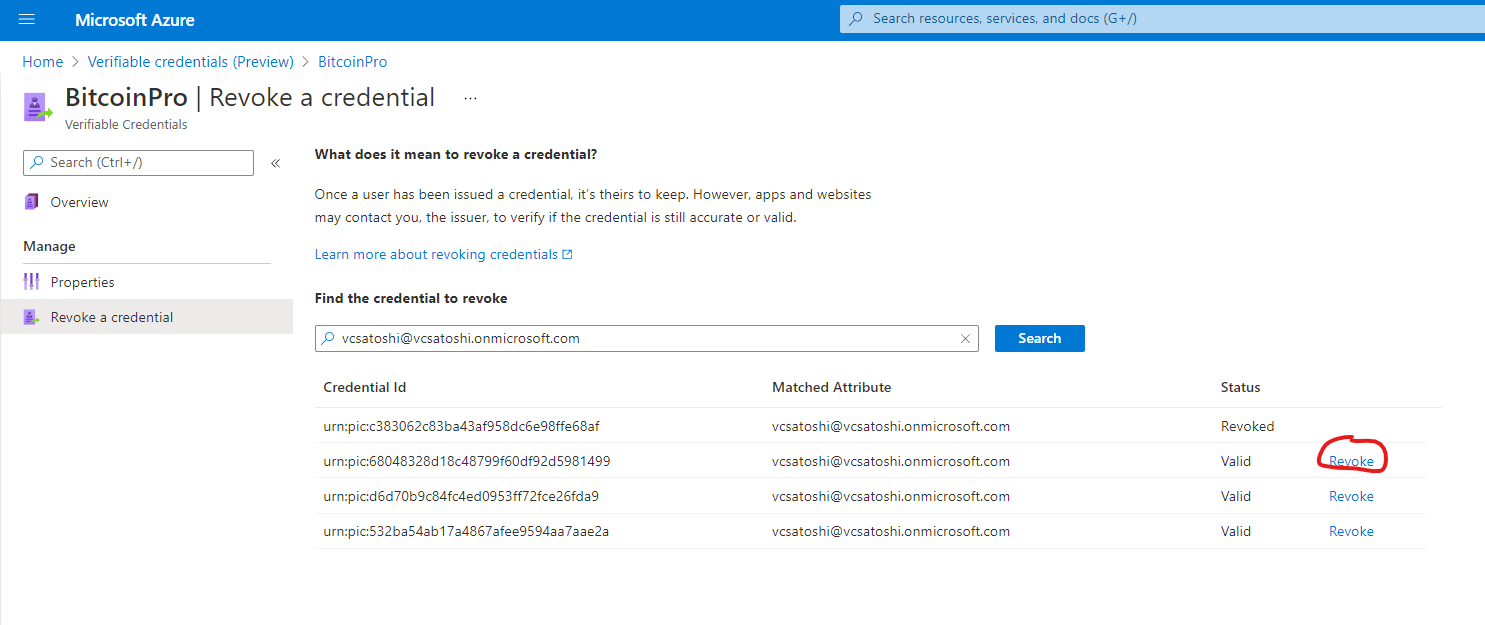 Microsoft Azure
Search resources, services, and docs (G+/)
Home > Verifiable credentials (Preview) > BitcoinPro
BitcoinPro | Revoke a credential ...
Verifiable Credentials
Search (Ctrl+/) «
Overview
Manage
Properties
Revoke a credential
What does it mean to revoke a credential?
Once a user has been issued a credential, it's theirs to keep. However, apps and websites
may contact you, the issuer, to verify if the credential is still accurate or valid.
Learn more about revoking credentials
Find the credential to revoke
vcsatoshi@vcsatoshi.onmicrosoft.com Search
Credential Id Matched Attribute Status
urn:pic:c383062c83ba43af958dc6e98ffe68af vcsatoshi@vcsatoshi.onmicrosoft.com Revoked
urn:pic:68048328d18c48799f60df92d5981499 vcsatoshi@vcsatoshi.onmicrosoft.com Valid Revoke
urn:pic:d6d70b9c84fc4ed0953ff72fce26fda9 vcsatoshi@vcsatoshi.onmicrosoft.com Valid Revoke
urn:pic:532ba54ab17a4867afee9594aa7aae2a vcsatoshi@vcsatoshi.onmicrosoft.com Valid Revoke